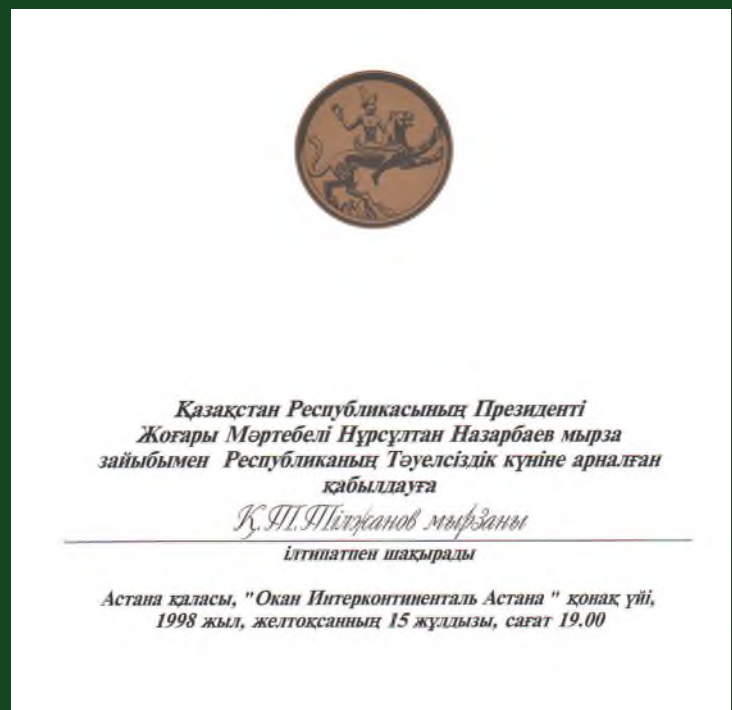 Қазақстан Республикасының Президенті
Жоғары Мәртебелі Нұрсұлтан Назарбаев мырза
зайыбымен Республиканың Тәуелсіздік күніне арналған
қабылдауға
Қ.Т.Тілжанов мырзаны
ілтипатпен шақырады
Астана қаласы, "Окан Интерконтиненталь Астана " қонақ үйі,
1998 жыл, желтоқсанның 15 жұлдызы, сағат 19.00